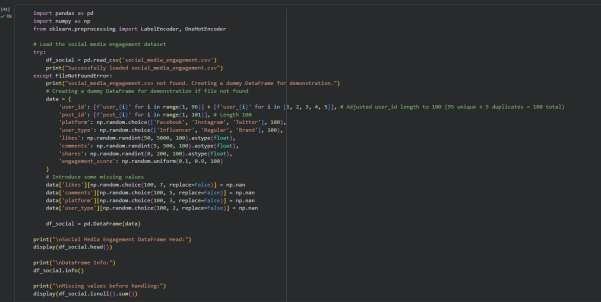 [41]
✓ 0s
import pandas as pd
import numpy as np
from sklearn.preprocessing import LabelEncoder, OneHotEncoder
# Load the social media engagement dataset
try:
df_social = pd.read_csv('social_media_engagement.csv')
print("Successfully loaded social_media_engagement.csv")
except FileNotFoundError:
print("social_media_engagement.csv not found. Creating a dummy DataFrame for demonstration.")
# Creating a dummy DataFrame for demonstration if file not found
data = {
'user_id': [f'user_{i}' for i in range(1, 96)] + [f'user_{i}' for i in [1, 2, 3, 4, 5]], # Adjusted user_id length to 100 (95 unique + 5 duplicates = 100 total)
'post_id': [f'post_{i}' for i in range(1, 101)], # Length 100
'platform': np.random.choice(['Facebook', 'Instagram', 'Twitter'], 100),
'user_type': np.random.choice(['Influencer', 'Regular', 'Brand'], 100),
'likes': np.random.randint(50, 5000, 100).astype(float),
'comments': np.random.randint(5, 500, 100).astype(float),
'shares': np.random.randint(0, 200, 100).astype(float),
'engagement_score': np.random.uniform(0.1, 0.9, 100)
}
# Introduce some missing values
data['likes'][np.random.choice(100, 7, replace=False)] = np.nan
data['comments'][np.random.choice(100, 5, replace=False)] = np.nan
data['platform'][np.random.choice(100, 3, replace=False)] = np.nan
data['user_type'][np.random.choice(100, 2, replace=False)] = np.nan
df_social = pd.DataFrame(data)
print("\nSocial Media Engagement DataFrame Head:")
display(df_social.head())
print("\nDataFrame Info:")
df_social.info()
print("\nMissing values before handling:")
display(df_social.isnull().sum())